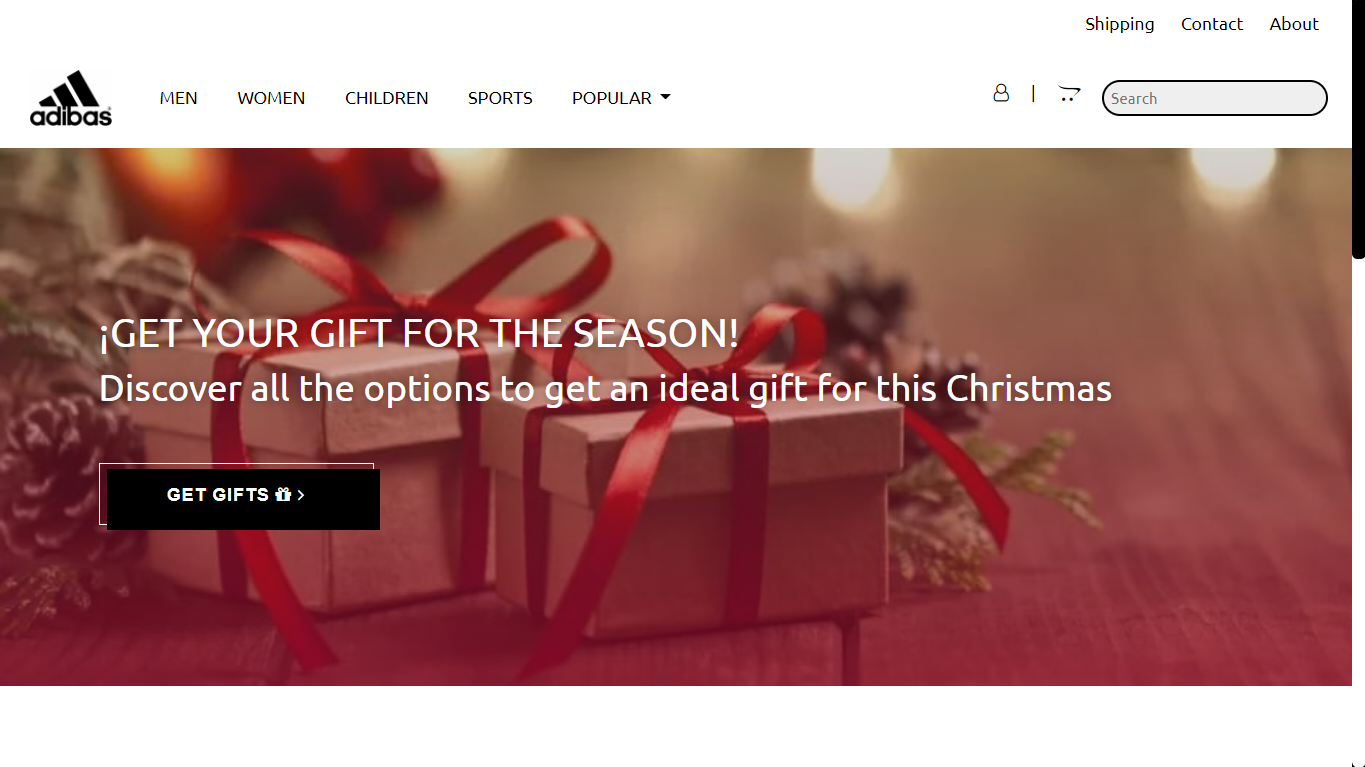 Shipping Contact About
adibas
MEN WOMEN CHILDREN SPORTS POPULAR
|
Search
¡GET YOUR GIFT FOR THE SEASON!
Discover all the options to get an ideal gift for this Christmas
GET GIFTS